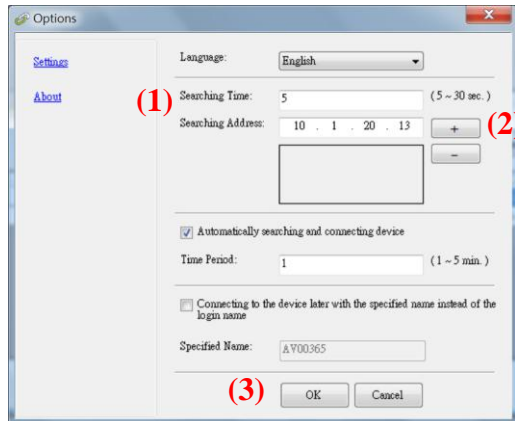 Options
Settings
About
Language:
English
(1)
Searching Time:
5
(5 ~ 30 sec.)
Searching Address:
10 . 1 . 20 . 13
+
(2
−
Automatically searching and connecting device
Time Period:
1
(1 ~ 5 min.)
Connecting to the device later with the specified name instead of the
login name
Specified Name:
AV00365
(3)
OK
Cancel